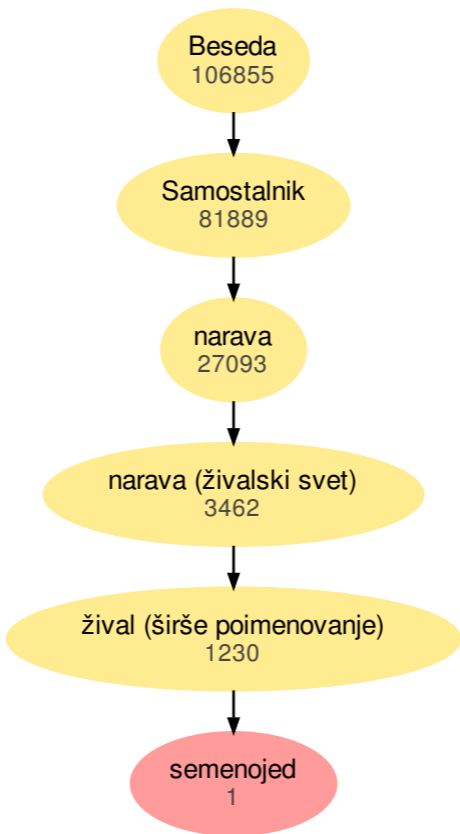 Beseda
106855
Samostalnik
81889
narava
27093
narava (živalski svet)
3462
žival (širše poimenovanje)
1230
semenojed
1